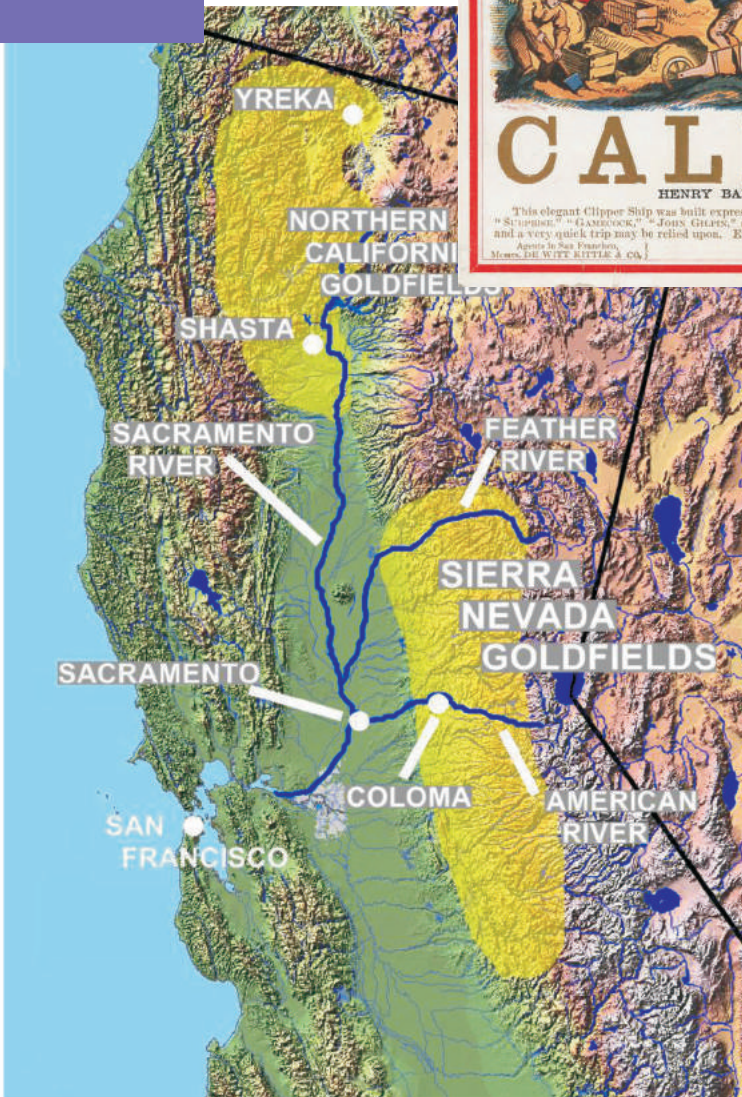 YREKA
CAL
HENRY BA
This elegant Clipper Ship was built expre
"SURPRISE," "GAMECOCK," "JOHN GILPIN,"
and a very quick trip may be relied upon. E
Agents in San Francisco,
Messrs. DE WITT KITTLE & CO.
NORTHERN
CALIFORNI
GOLDFIELDS
SHASTA
SACRAMENTO
RIVER
FEATHER
RIVER
SIERRA
NEVADA
GOLDFIELDS
SACRAMENTO
COLOMA
AMERICAN
RIVER
SAN
FRANCISCO